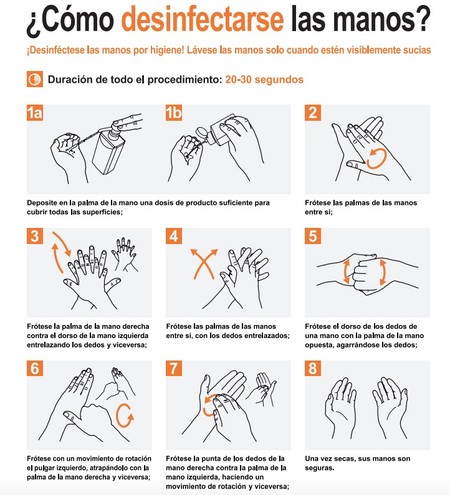 ¿Cómo desinfectarse las manos?
¡Desinféctese las manos por higiene! Lávese las manos solo cuando estén visiblemente sucias
Duración de todo el procedimiento: 20-30 segundos
1a
1b
2
Deposite en la palma de la mano una dosis de producto suficiente para
cubrir todas las superficies;
Frótese las palmas de las manos
entre sí;
3
4
5
Frótese la palma de la mano derecha
contra el dorso de la mano izquierda
entrelazando los dedos y viceversa;
Frótese las palmas de las manos
entre sí, con los dedos entrelazados;
Frótese el dorso de los dedos de
una mano con la palma de la mano
opuesta, agarrándose los dedos;
6
7
8
Frótese con un movimiento de rotación
el pulgar izquierdo, atrapándolo con la
palma de la mano derecha y viceversa;
Frótese la punta de los dedos de la
mano derecha contra la palma de la
mano izquierda, haciendo un
movimiento de rotación y viceversa;
Una vez secas, sus manos son
seguras.